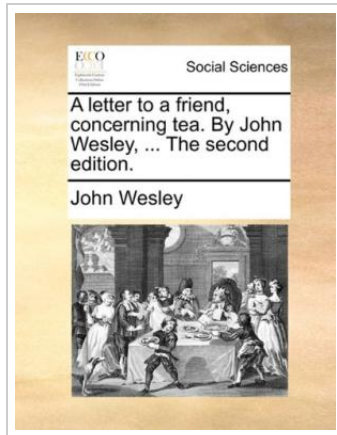 ECCO
Social Sciences
A letter to a friend,
concerning tea. By John
Wesley, ... The second
edition.
John Wesley